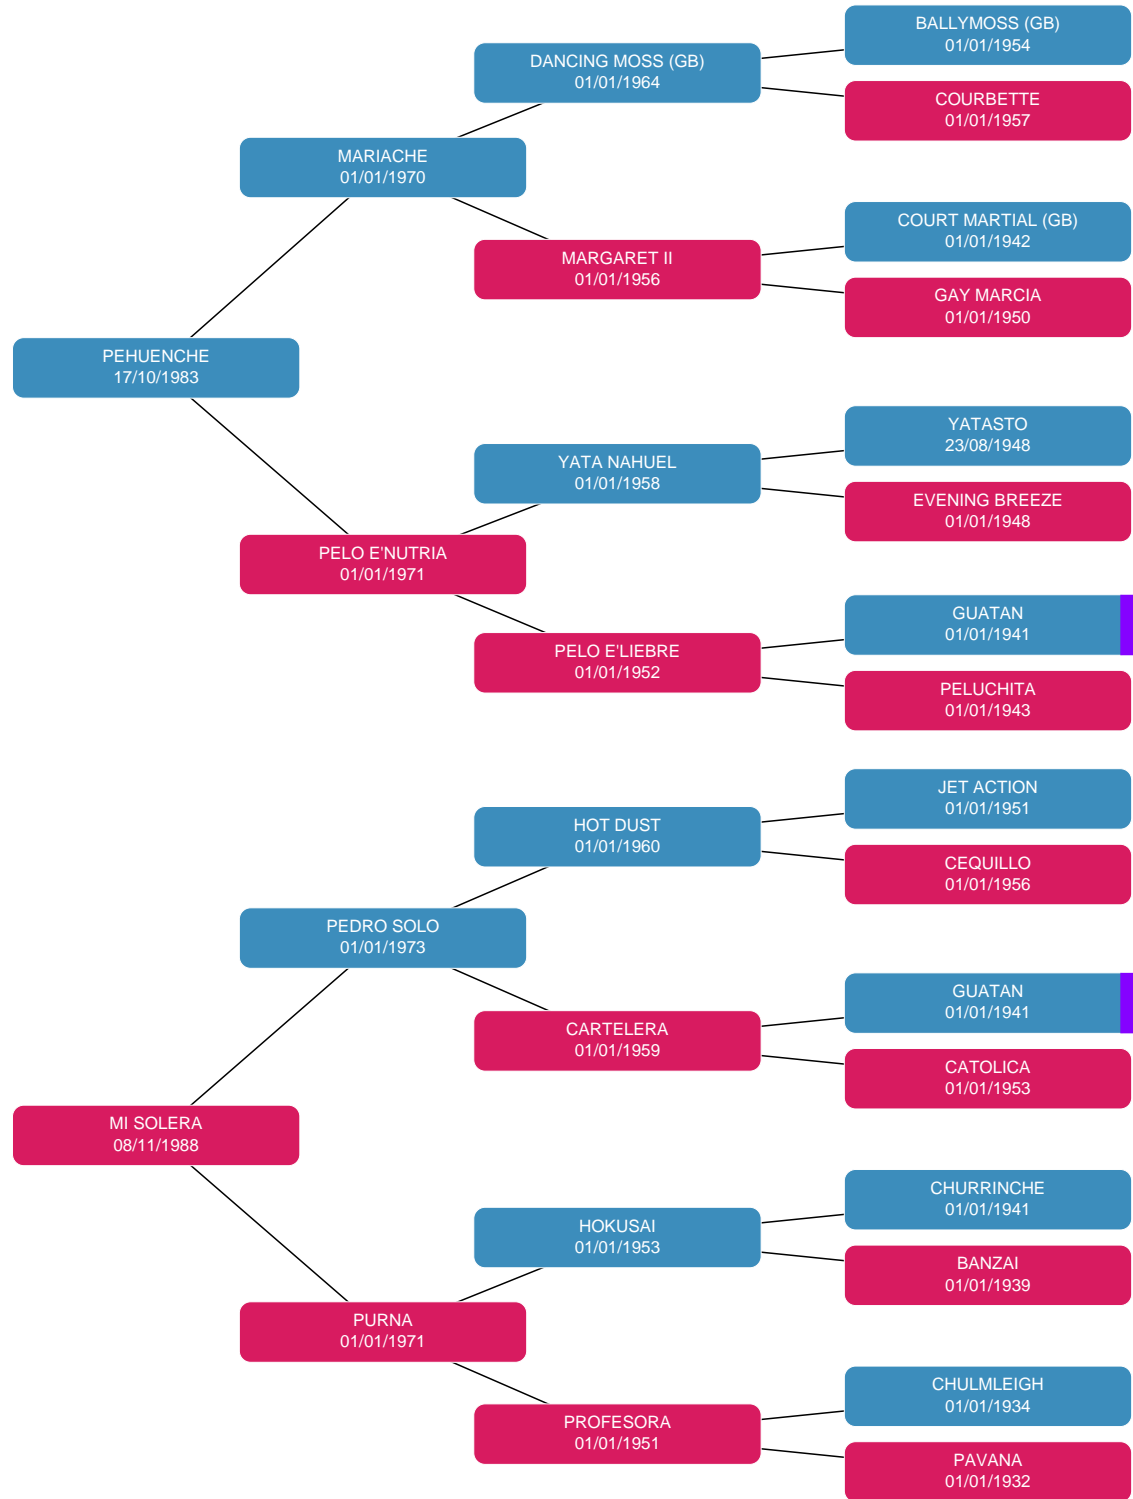 BALLYMOSS (GB)
01/01/1954
DANCING MOSS (GB)
01/01/1964
COURBETTE
01/01/1957
MARIACHE
01/01/1970
COURT MARTIAL (GB)
01/01/1942
MARGARET II
01/01/1956
GAY MARCIA
01/01/1950
PEHUENCHE
17/10/1983
YATASTO
23/08/1948
YATA NAHUEL
01/01/1958
EVENING BREEZE
01/01/1948
PELO E'NUTRIA
01/01/1971
GUATAN
01/01/1941
PELO E'LIEBRE
01/01/1952
PELUCHITA
01/01/1943
JET ACTION
01/01/1951
HOT DUST
01/01/1960
CEQUILLO
01/01/1956
PEDRO SOLO
01/01/1973
GUATAN
01/01/1941
CARTELERA
01/01/1959
CATOLICA
01/01/1953
MI SOLERA
08/11/1988
CHURRINCHE
01/01/1941
HOKUSAI
01/01/1953
BANZAI
01/01/1939
PURNA
01/01/1971
CHULMLEIGH
01/01/1934
PROFESORA
01/01/1951
PAVANA
01/01/1932